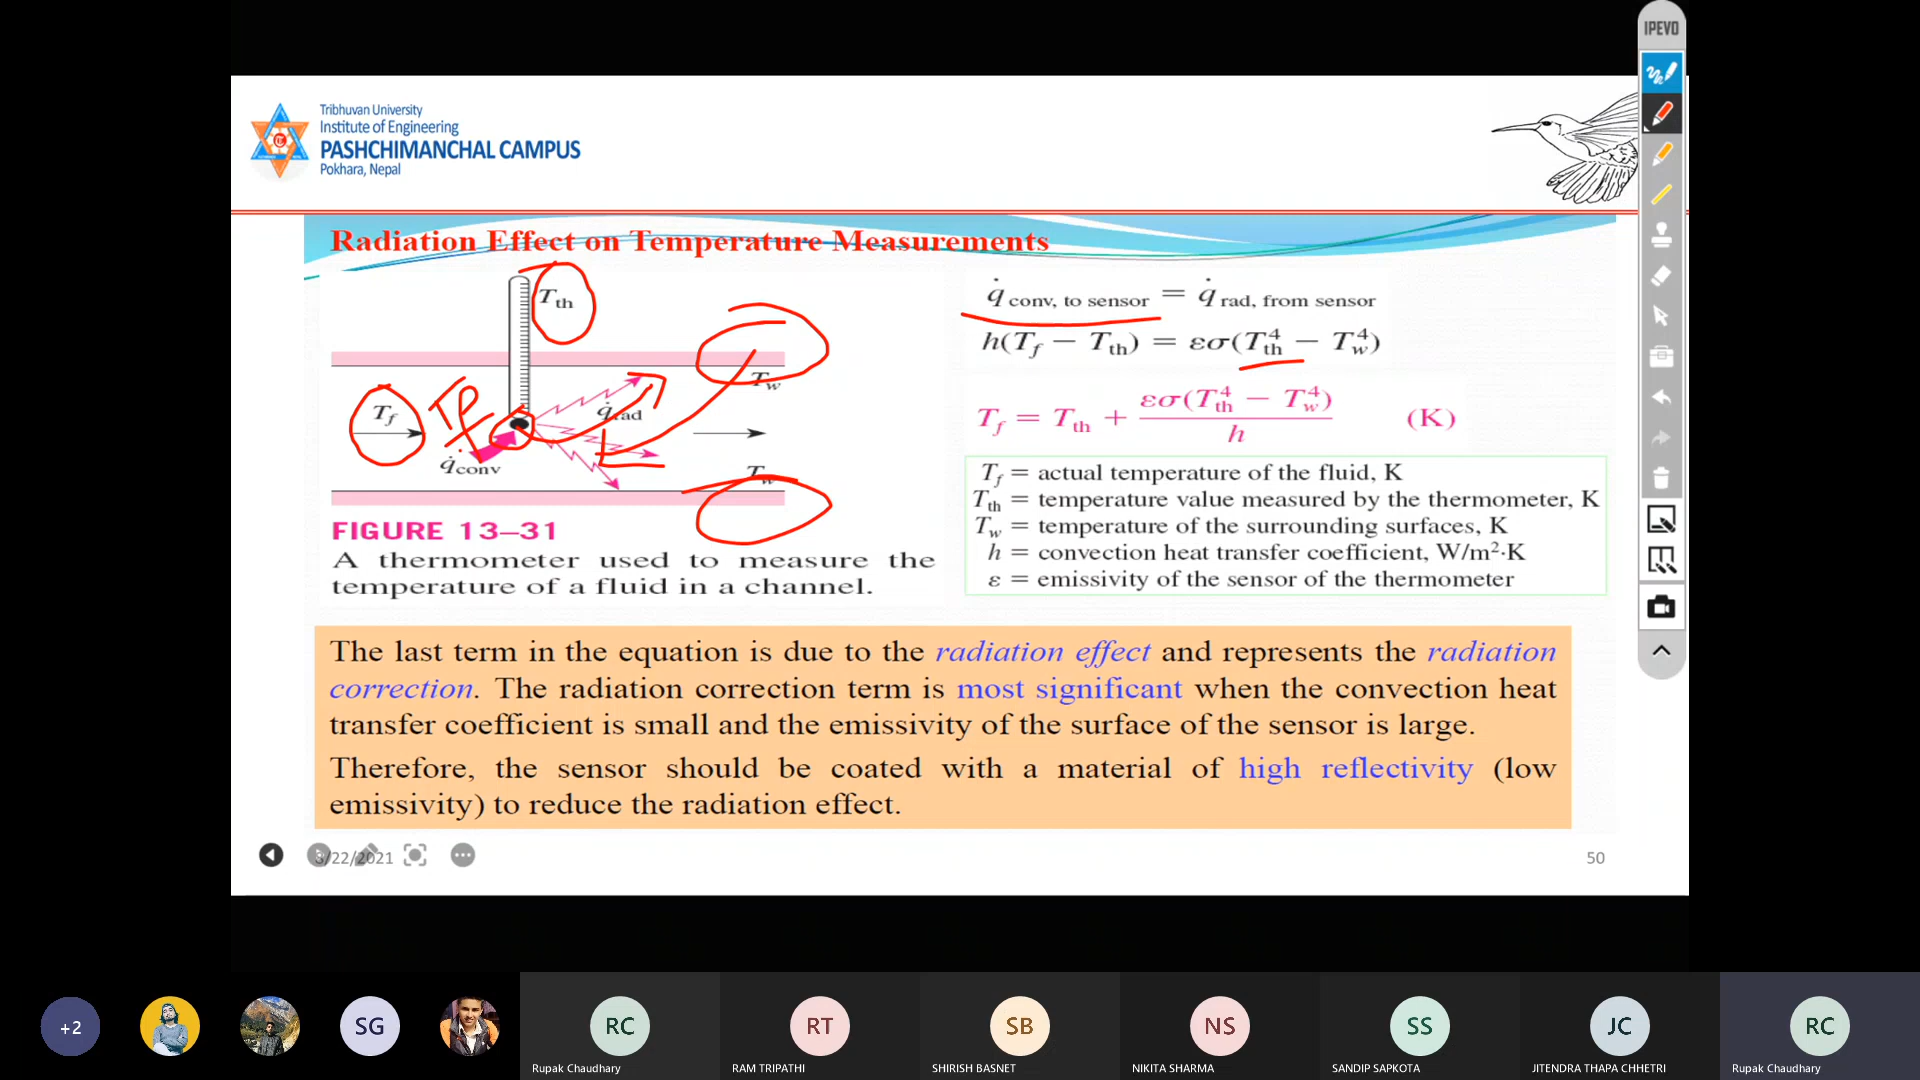 IPEVO
Tribhuvan University
Institute of Engineering
PASHCHIMANCHAL CAMPUS
Pokhara, Nepal
Radiation Effect on Temperature Measurements
T_th
T_w
T_f
q̇_rad
q̇_conv
T_w
q̇ conv, to sensor = q̇ rad, from sensor
h(T_f − T_th) = εσ(T_th^4 − T_w^4)
T_f = T_th + εσ(T_th^4 − T_w^4) / h (K)
T_f = actual temperature of the fluid, K
T_th = temperature value measured by the thermometer, K
T_w = temperature of the surrounding surfaces, K
h = convection heat transfer coefficient, W/m²·K
ε = emissivity of the sensor of the thermometer
FIGURE 13–31
A thermometer used to measure the
temperature of a fluid in a channel.
The last term in the equation is due to the radiation effect and represents the radiation
correction. The radiation correction term is most significant when the convection heat
transfer coefficient is small and the emissivity of the surface of the sensor is large.
Therefore, the sensor should be coated with a material of high reflectivity (low
emissivity) to reduce the radiation effect.
8/22/2021
50
+2
SG
RC
RT
SB
NS
SS
JC
RC
Rupak Chaudhary
RAM TRIPATHI
SHIRISH BASNET
NIKITA SHARMA
SANDIP SAPKOTA
JITENDRA THAPA CHHETRI
Rupak Chaudhary